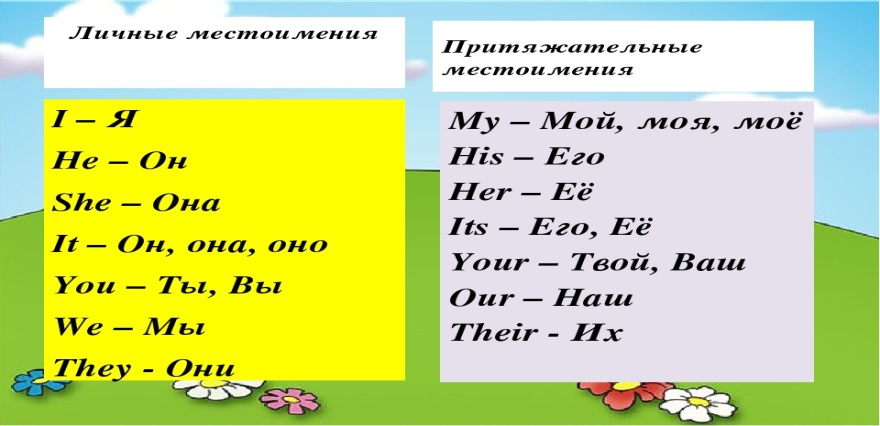 Личные местоимения
I – Я
He – Он
She – Она
It – Он, она, оно
You – Ты, Вы
We – Мы
They - Они
Притяжательные
местоимения
My – Мой, моя, моё
His – Его
Her – Её
Its – Его, Её
Your – Твой, Ваш
Our – Наш
Their - Их